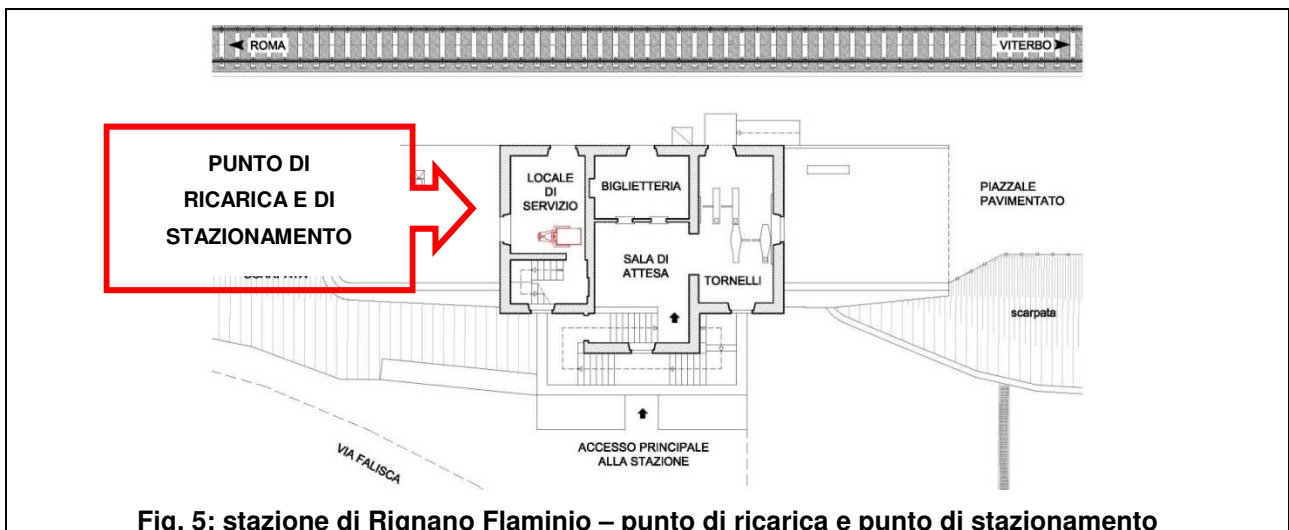 ROMA
VITERBO
PUNTO DI
RICARICA E DI
STAZIONAMENTO
LOCALE
DI
SERVIZIO
BIGLIETTERIA
PIAZZALE
PAVIMENTATO
SALA DI
ATTESA
TORNELLI
SCARPATA
scarpata
VIA FALISCA
ACCESSO PRINCIPALE
ALLA STAZIONE
Fig. 5: stazione di Rignano Flaminio – punto di ricarica e punto di stazionamento